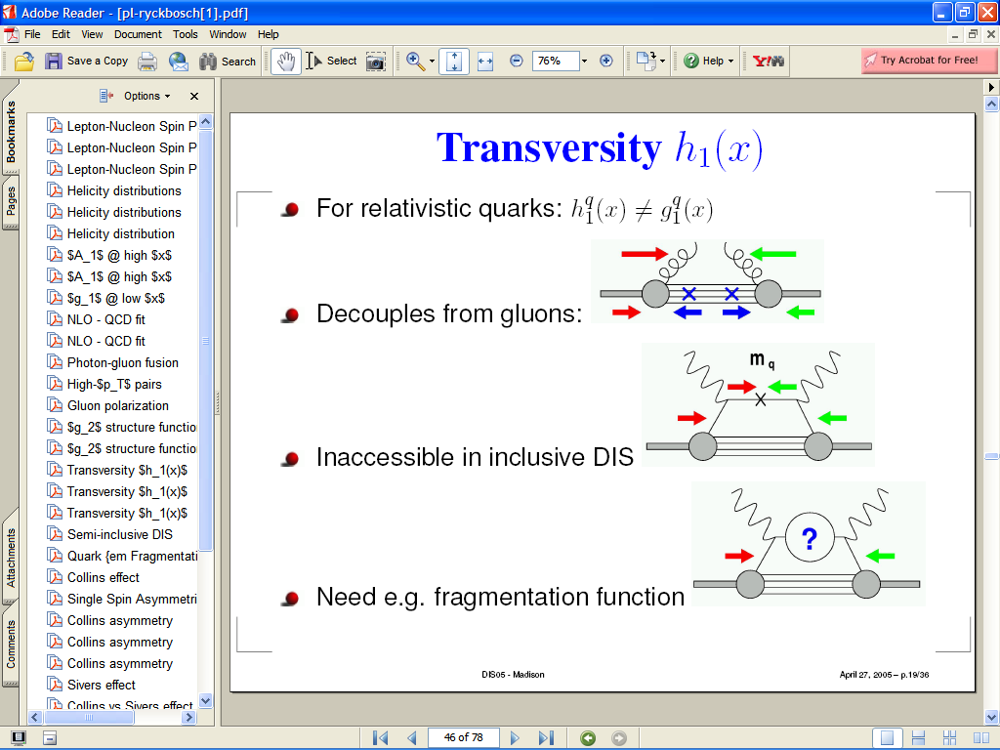 Adobe Reader - [pl-ryckbosch[1].pdf]
File Edit View Document Tools Window Help
Save a Copy Search Select 76% Help Y! Try Acrobat for Free!
Bookmarks
Pages
Attachments
Comments
Options
Lepton-Nucleon Spin P
Lepton-Nucleon Spin P
Lepton-Nucleon Spin P
Helicity distributions
Helicity distributions
Helicity distribution
$A_1$ @ high $x$
$A_1$ @ high $x$
$g_1$ @ low $x$
NLO - QCD fit
NLO - QCD fit
Photon-gluon fusion
High-$p_T$ pairs
Gluon polarization
$g_2$ structure functio
$g_2$ structure functio
Transversity $h_1(x)$
Transversity $h_1(x)$
Transversity $h_1(x)$
Semi-inclusive DIS
Quark {em Fragmentati
Collins effect
Single Spin Asymmetri
Collins asymmetry
Collins asymmetry
Collins asymmetry
Sivers effect
Collins vs Sivers effect
Transversity h₁(x)
For relativistic quarks: h₁^q(x) ≠ g₁^q(x)
Decouples from gluons:
m q
Inaccessible in inclusive DIS
?
Need e.g. fragmentation function
DIS05 - Madison April 27, 2005 – p.19/36
46 of 78